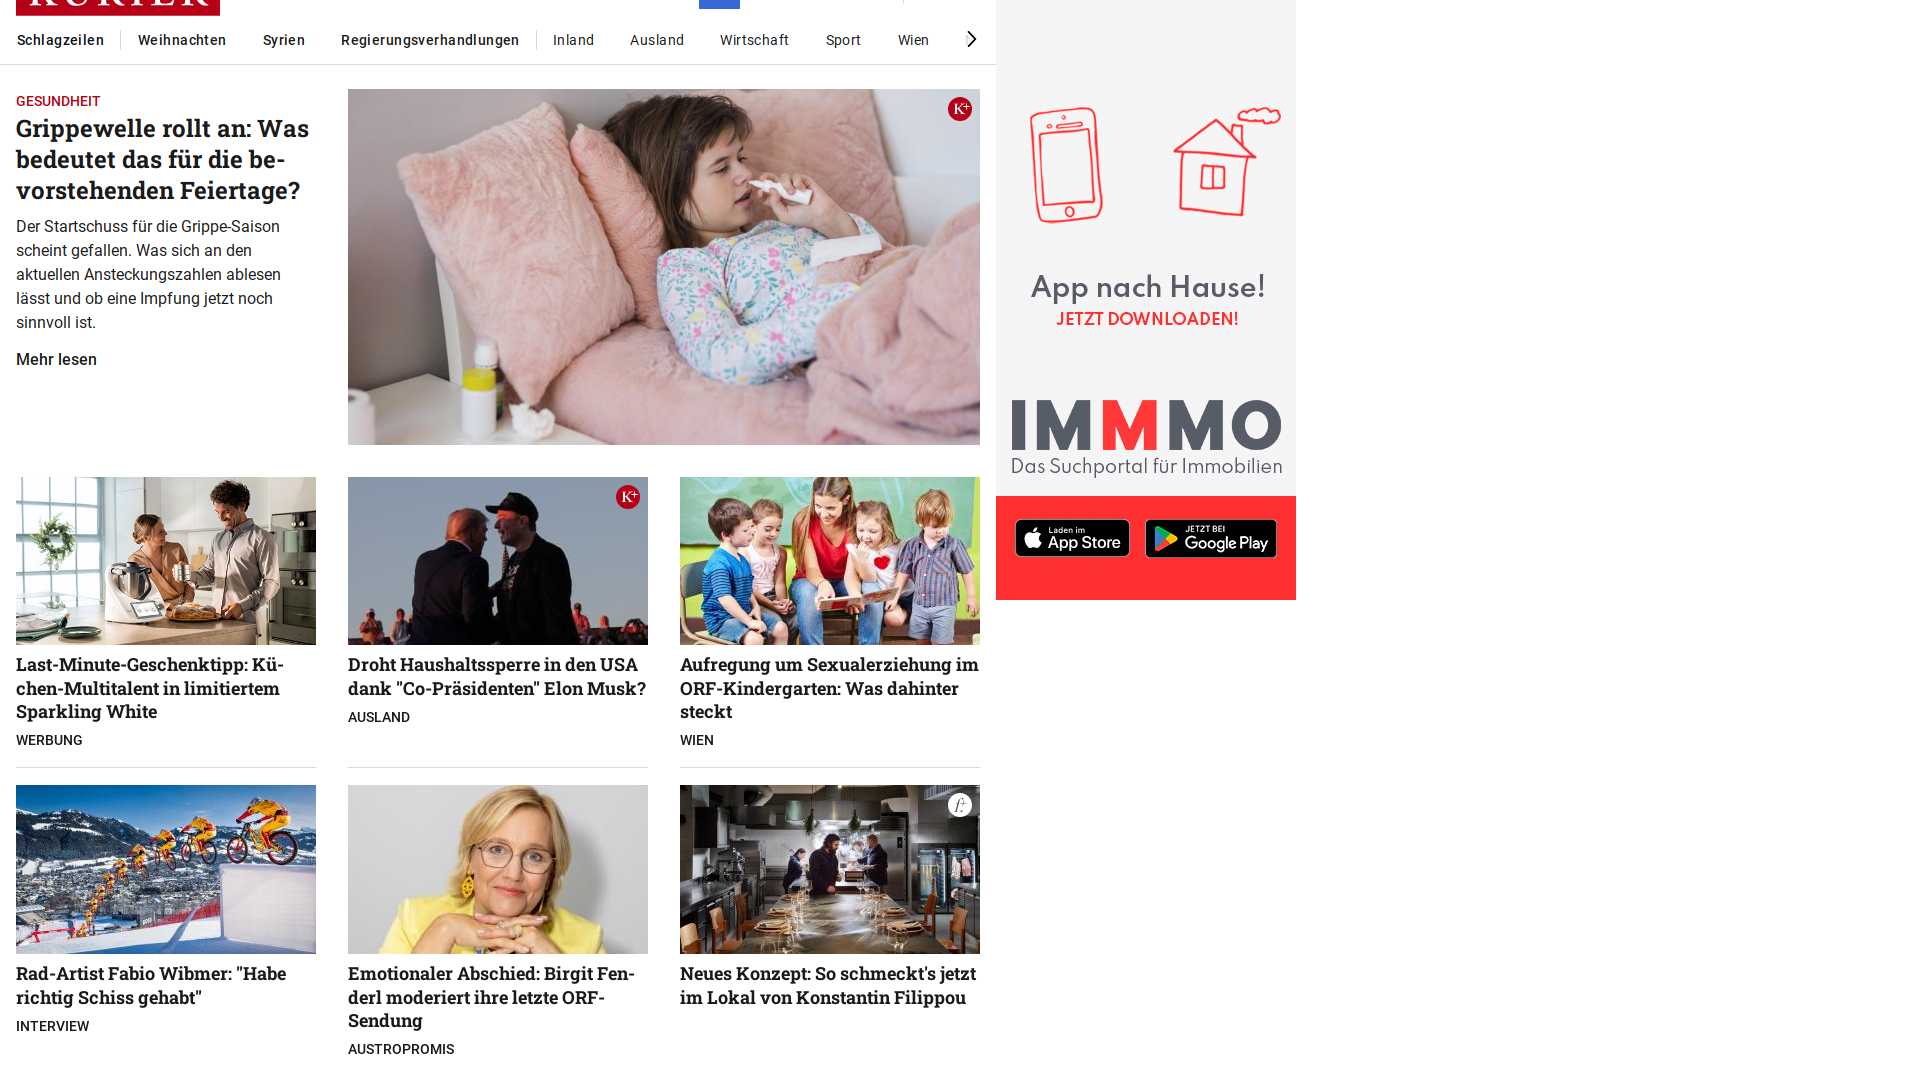 KURIER
Schlagzeilen
Weihnachten
Syrien
Regierungsverhandlungen
Inland
Ausland
Wirtschaft
Sport
Wien
GESUNDHEIT
Grippewelle rollt an: Was
bedeutet das für die be-
vorstehenden Feiertage?
Der Startschuss für die Grippe-Saison
scheint gefallen. Was sich an den
aktuellen Ansteckungszahlen ablesen
lässt und ob eine Impfung jetzt noch
sinnvoll ist.
Mehr lesen
K+
Last-Minute-Geschenktipp: Kü-
chen-Multitalent in limitiertem
Sparkling White
WERBUNG
K+
Droht Haushaltssperre in den USA
dank "Co-Präsidenten" Elon Musk?
AUSLAND
Aufregung um Sexualerziehung im
ORF-Kindergarten: Was dahinter
steckt
WIEN
Rad-Artist Fabio Wibmer: "Habe
richtig Schiss gehabt"
INTERVIEW
Emotionaler Abschied: Birgit Fen-
derl moderiert ihre letzte ORF-
Sendung
AUSTROPROMIS
f+
Neues Konzept: So schmeckt's jetzt
im Lokal von Konstantin Filippou
App nach Hause!
JETZT DOWNLOADEN!
IMMMO
Das Suchportal für Immobilien
Laden im
App Store
JETZT BEI
Google Play